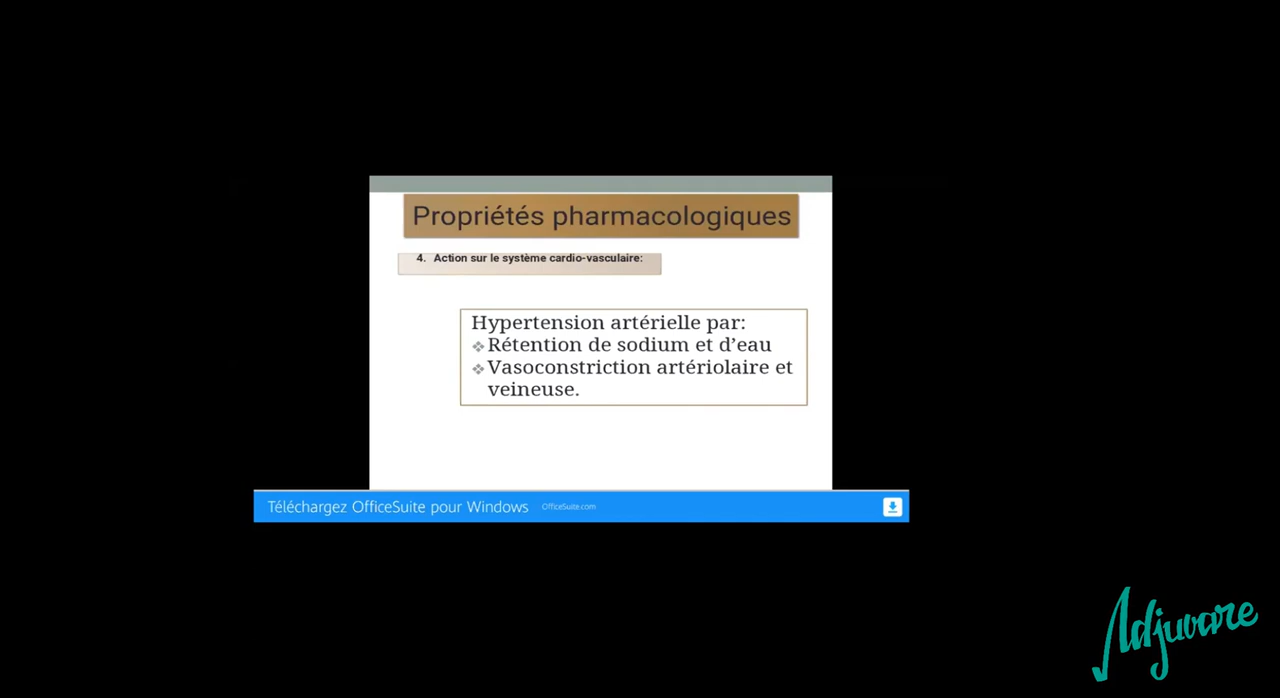 Propriétés pharmacologiques
4. Action sur le système cardio-vasculaire:
Hypertension artérielle par:
❖Rétention de sodium et d’eau
❖Vasoconstriction artériolaire et
veineuse.
Téléchargez OfficeSuite pour Windows OfficeSuite.com
Adjuvare